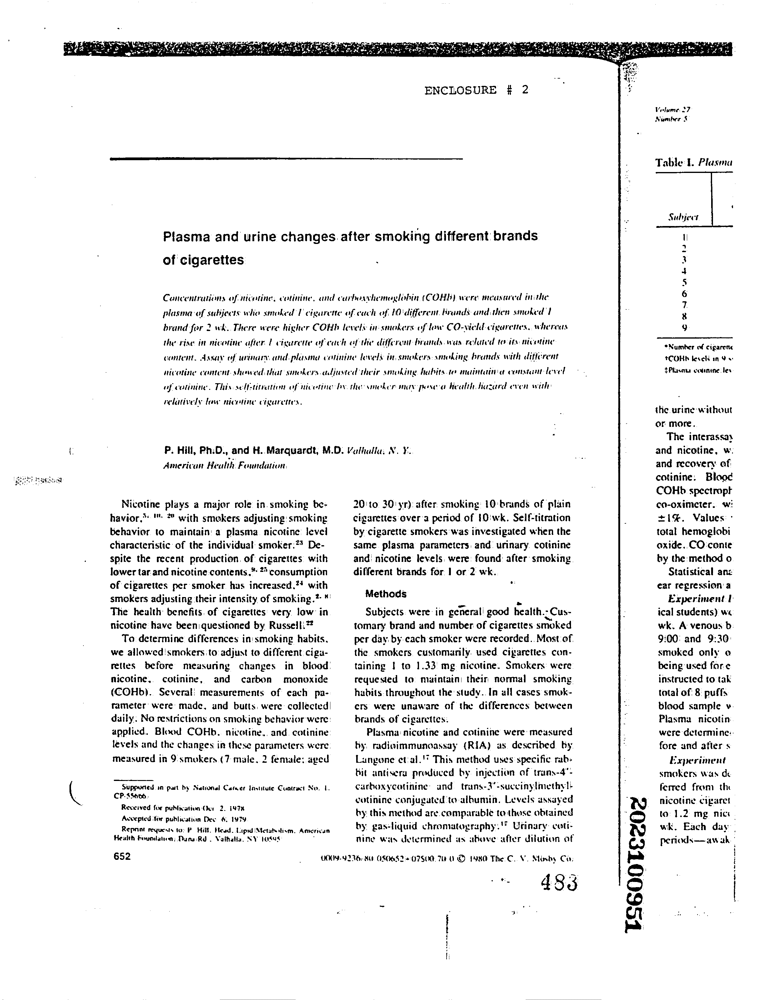 ENCLOSURE # 2
Plasma and urine changes after smoking different brands
of cigarettes
Concentrations of nicotine, cotinine, and carboxyhemoglobin (COHb) were measured in the
plasma of subjects who smoked 1 cigarette of each of 10 different brands and then smoked 1
brand for 2 wk. There were higher COHb levels in smokers of low CO-yield cigarettes, whereas
the rise in nicotine after 1 cigarette of each of the different brands was related to its nicotine
content. Assay of urinary and plasma cotinine levels in smokers smoking brands with different
nicotine content showed that smokers adjusted their smoking habits to maintain a constant level
of cotinine. This self-titration of nicotine by the smoker may pose a health hazard even with
relatively low nicotine cigarettes.
P. Hill, Ph.D., and H. Marquardt, M.D. Valhalla, N. Y.
American Health Foundation
Nicotine plays a major role in smoking be-
havior,5, 10, 20 with smokers adjusting smoking
behavior to maintain a plasma nicotine level
characteristic of the individual smoker.23 De-
spite the recent production of cigarettes with
lower tar and nicotine contents,9, 25 consumption
of cigarettes per smoker has increased,24 with
smokers adjusting their intensity of smoking.2, 8
The health benefits of cigarettes very low in
nicotine have been questioned by Russell.22
To determine differences in smoking habits,
we allowed smokers to adjust to different ciga-
rettes before measuring changes in blood
nicotine, cotinine, and carbon monoxide
(COHb). Several measurements of each pa-
rameter were made, and butts were collected
daily. No restrictions on smoking behavior were
applied. Blood COHb, nicotine, and cotinine
levels and the changes in these parameters were
measured in 9 smokers (7 male, 2 female; aged
Supported in part by National Cancer Institute Contract No. 1-
CP-55666.
Received for publication Oct. 2, 1978.
Accepted for publication Dec. 6, 1979.
Reprint requests to: P. Hill, Head, Lipid Metabolism, American
Health Foundation, Dana Rd., Valhalla, NY 10595.
652
20 to 30 yr) after smoking 10 brands of plain
cigarettes over a period of 10 wk. Self-titration
by cigarette smokers was investigated when the
same plasma parameters and urinary cotinine
and nicotine levels were found after smoking
different brands for 1 or 2 wk.
Methods
Subjects were in general good health. Cus-
tomary brand and number of cigarettes smoked
per day by each smoker were recorded. Most of
the smokers customarily used cigarettes con-
taining 1 to 1.33 mg nicotine. Smokers were
requested to maintain their normal smoking
habits throughout the study. In all cases smok-
ers were unaware of the differences between
brands of cigarettes.
Plasma nicotine and cotinine were measured
by radioimmunoassay (RIA) as described by
Langone et al.17 This method uses specific rab-
bit antisera produced by injection of trans-4'-
carboxycotinine and trans-3'-succinylmethyl-
cotinine conjugated to albumin. Levels assayed
by this method are comparable to those obtained
by gas-liquid chromatography.17 Urinary coti-
nine was determined as above after dilution of
0009-9236/80/050652+07$00.70/0 © 1980 The C. V. Mosby Co.
483
Volume 27
Number 5
Table I. Plasma
Subject
1
2
3
4
5
6
7
8
9
*Number of cigarette
†COHb levels in 9
‡Plasma cotinine lev
the urine without
or more.
The interassay
and nicotine, w
and recovery of
cotinine. Blood
COHb spectroph
co-oximeter, wi
±1%. Values
total hemoglobi
oxide. CO conte
by the method o
Statistical ana
ear regression a
Experiment I
ical students) we
wk. A venous b
9:00 and 9:30
smoked only o
being used for e
instructed to tak
total of 8 puffs
blood sample w
Plasma nicotin
were determine
fore and after s
Experiment
smokers was de
ferred from the
nicotine cigaret
to 1.2 mg nico
wk. Each day
periods—awak
2023100951